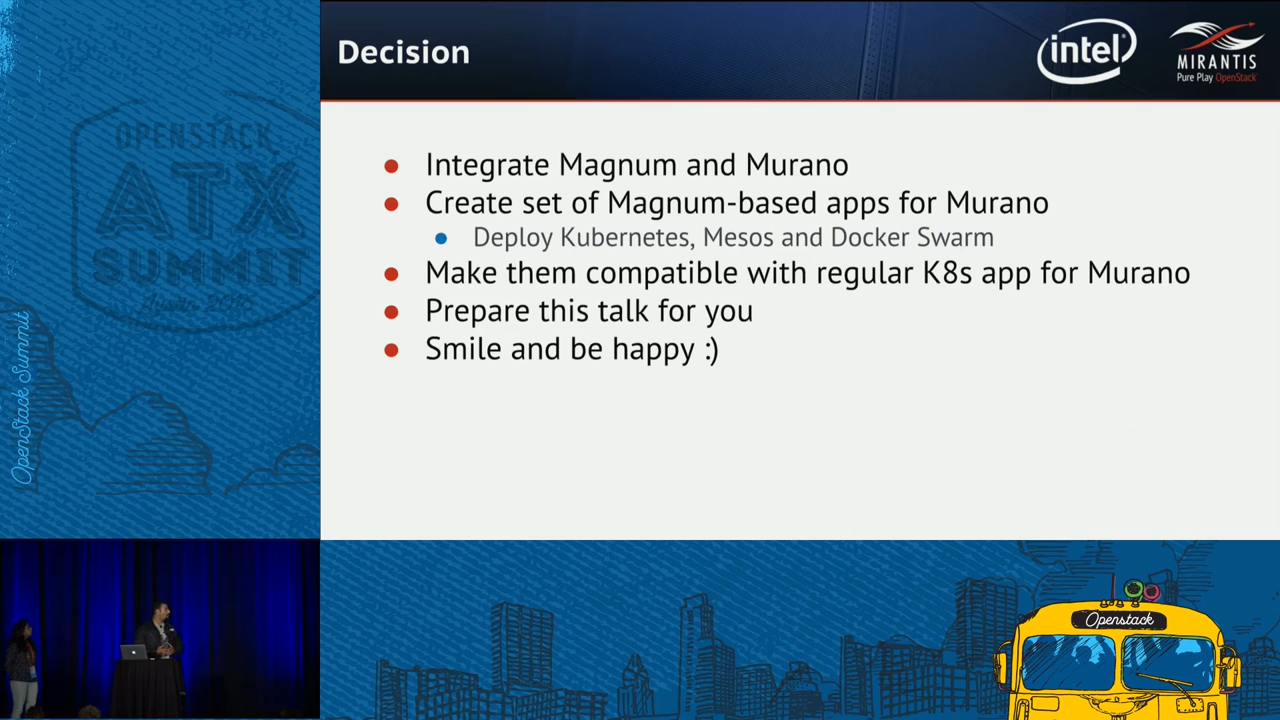 Decision
intel
MIRANTIS
Pure Play OpenStack
Integrate Magnum and Murano
Create set of Magnum-based apps for Murano
Deploy Kubernetes, Mesos and Docker Swarm
Make them compatible with regular K8s app for Murano
Prepare this talk for you
Smile and be happy :)
OPENSTACK
ATX
SUMMIT
Austin 2016
OpenStack Summit
Openstack